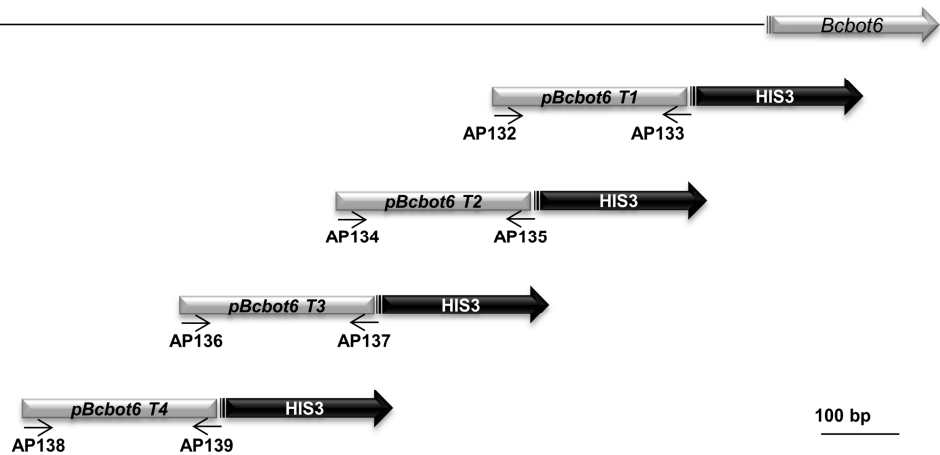 Bcbot6
pBcbot6 T1 HIS3
AP132 AP133
pBcbot6 T2 HIS3
AP134 AP135
pBcbot6 T3 HIS3
AP136 AP137
pBcbot6 T4 HIS3
100 bp
AP138 AP139